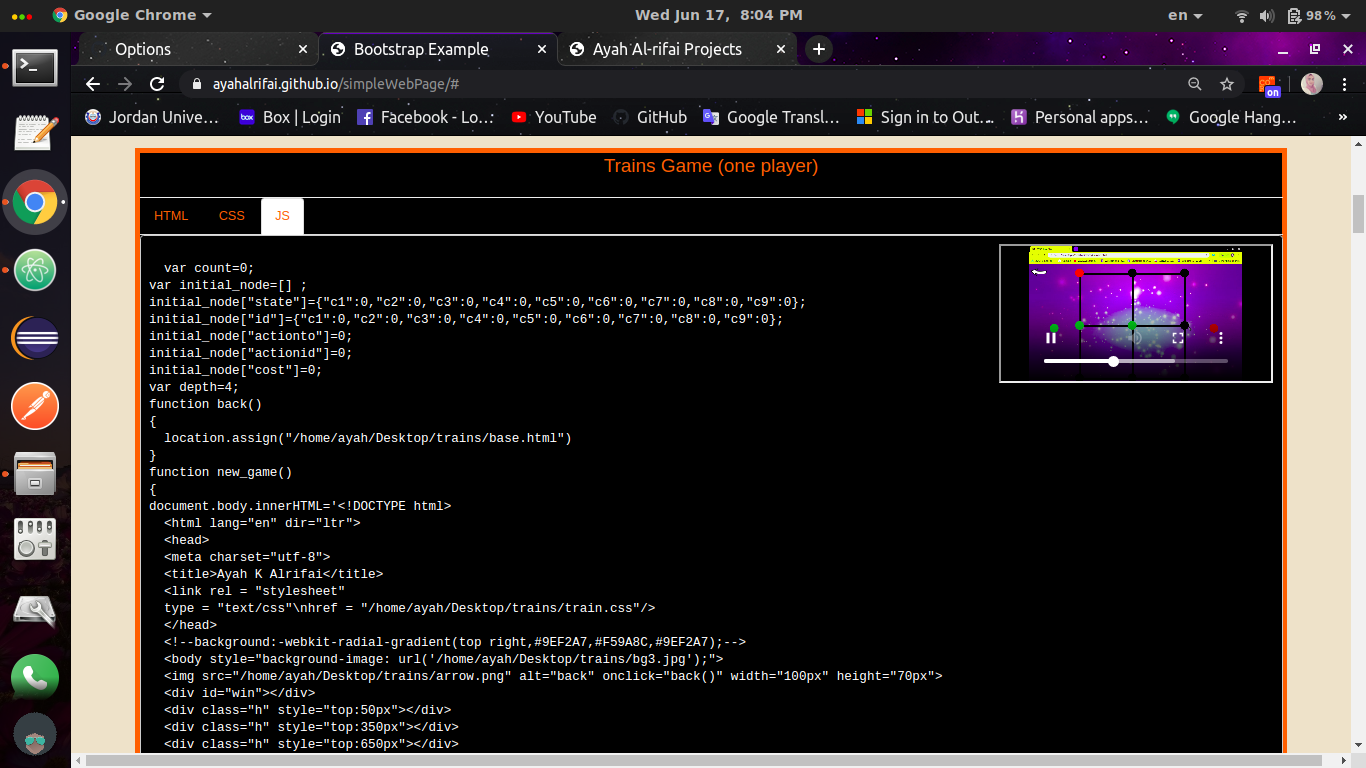 Google Chrome
Wed Jun 17, 8:04 PM
en
98%
Options
Bootstrap Example
Ayah Al-rifai Projects
ayahalrifai.github.io/simpleWebPage/#
on
Jordan Unive...
box
Box | Login
Facebook - Lo...
YouTube
GitHub
Google Transl...
Sign in to Out...
Personal apps...
Google Hang...
»
Trains Game (one player)
HTML
CSS
JS
var count=0;
var initial_node=[] ;
initial_node["state"]={"c1":0,"c2":0,"c3":0,"c4":0,"c5":0,"c6":0,"c7":0,"c8":0,"c9":0};
initial_node["id"]={"c1":0,"c2":0,"c3":0,"c4":0,"c5":0,"c6":0,"c7":0,"c8":0,"c9":0};
initial_node["actionto"]=0;
initial_node["actionid"]=0;
initial_node["cost"]=0;
var depth=4;
function back()
{
location.assign("/home/ayah/Desktop/trains/base.html")
}
function new_game()
{
document.body.innerHTML='<!DOCTYPE html>
<html lang="en" dir="ltr">
<head>
<meta charset="utf-8">
<title>Ayah K Alrifai</title>
<link rel = "stylesheet"
type = "text/css"\nhref = "/home/ayah/Desktop/trains/train.css"/>
</head>
<!--background:-webkit-radial-gradient(top right,#9EF2A7,#F59A8C,#9EF2A7);-->
<body style="background-image: url('/home/ayah/Desktop/trains/bg3.jpg');">
<img src="/home/ayah/Desktop/trains/arrow.png" alt="back" onclick="back()" width="100px" height="70px">
<div id="win"></div>
<div class="h" style="top:50px"></div>
<div class="h" style="top:350px"></div>
<div class="h" style="top:650px"></div>